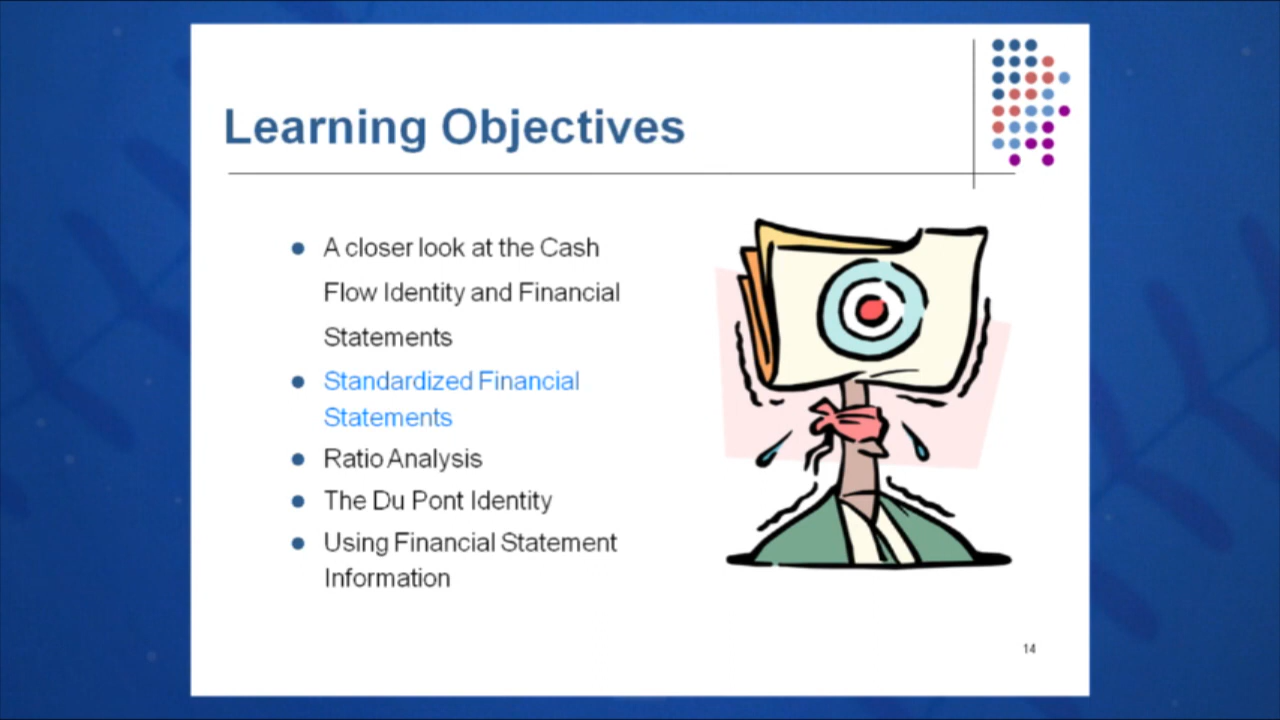 Learning Objectives
A closer look at the Cash
Flow Identity and Financial
Statements
Standardized Financial
Statements
Ratio Analysis
The Du Pont Identity
Using Financial Statement
Information
14